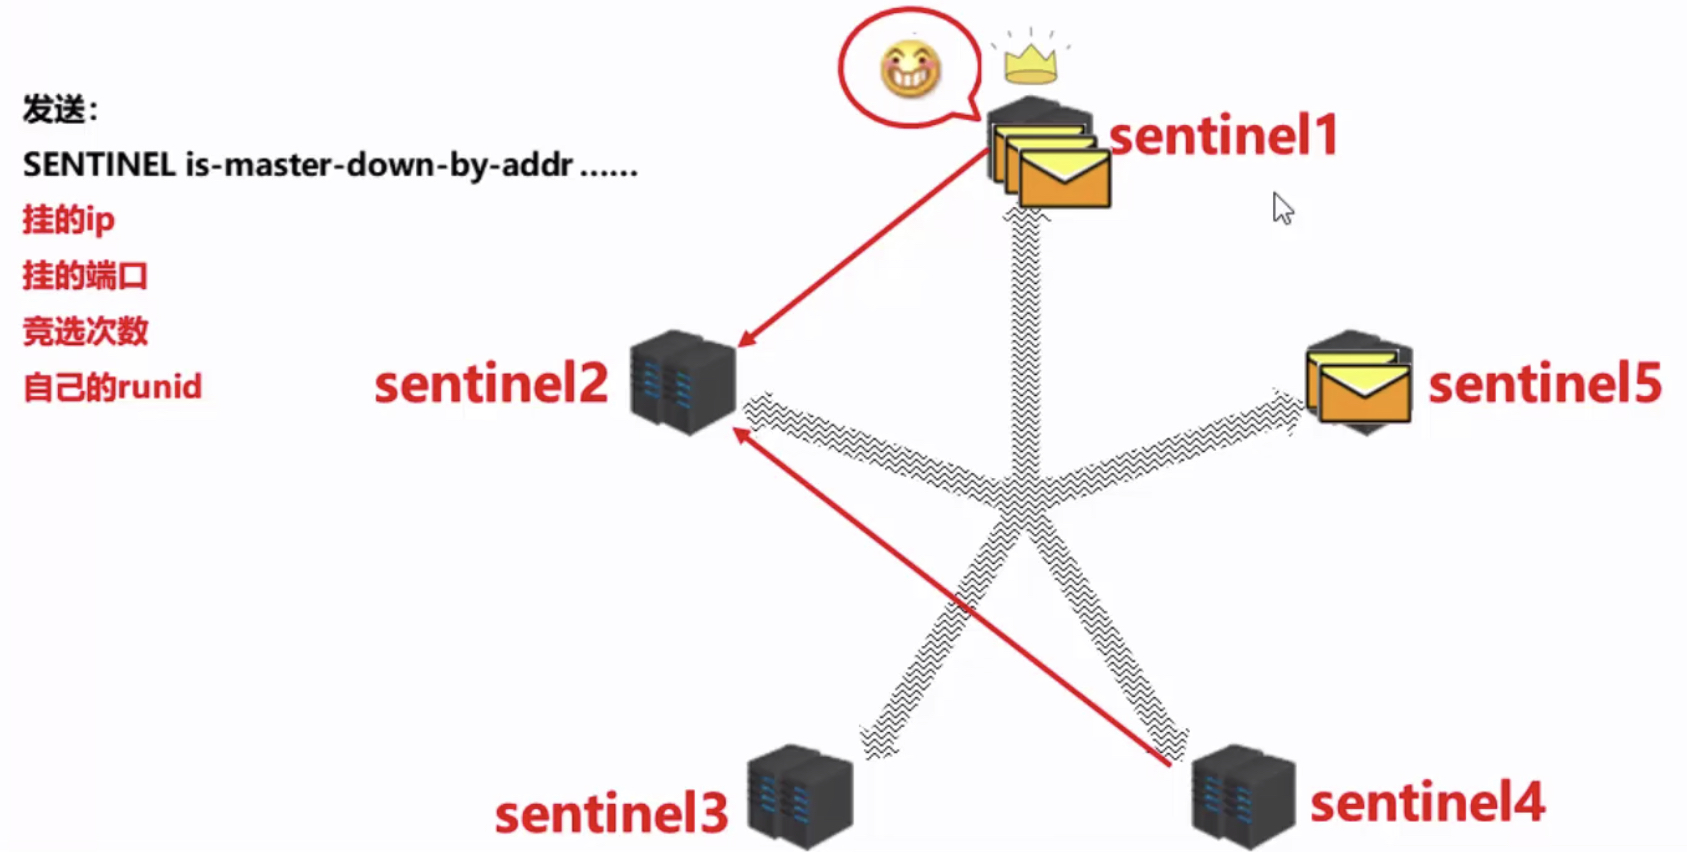 发送：
SENTINEL is-master-down-by-addr ……
挂的ip
挂的端口
竞选次数
自己的runid
sentinel1
sentinel2
sentinel5
sentinel3
sentinel4